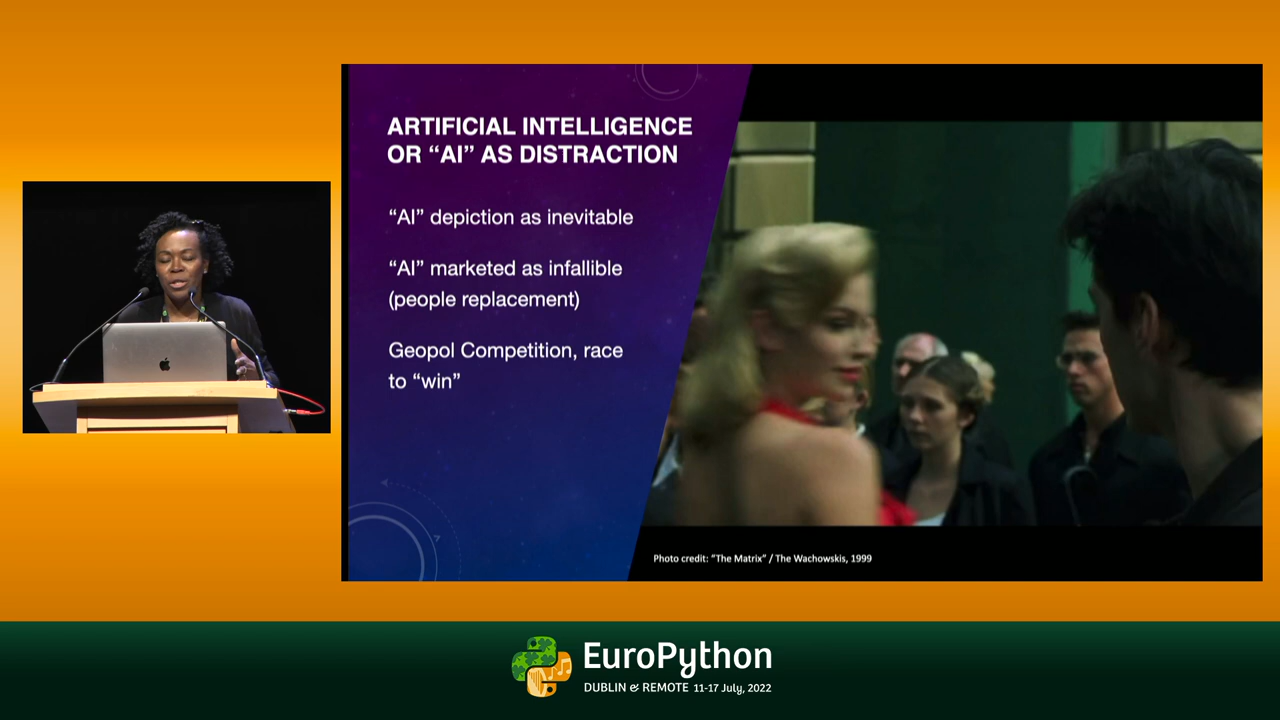 ARTIFICIAL INTELLIGENCE
OR “AI” AS DISTRACTION
“AI” depiction as inevitable
“AI” marketed as infallible
(people replacement)
Geopol Competition, race
to “win”
Photo credit: “The Matrix” / The Wachowskis, 1999
EuroPython
DUBLIN & REMOTE 11-17 July, 2022